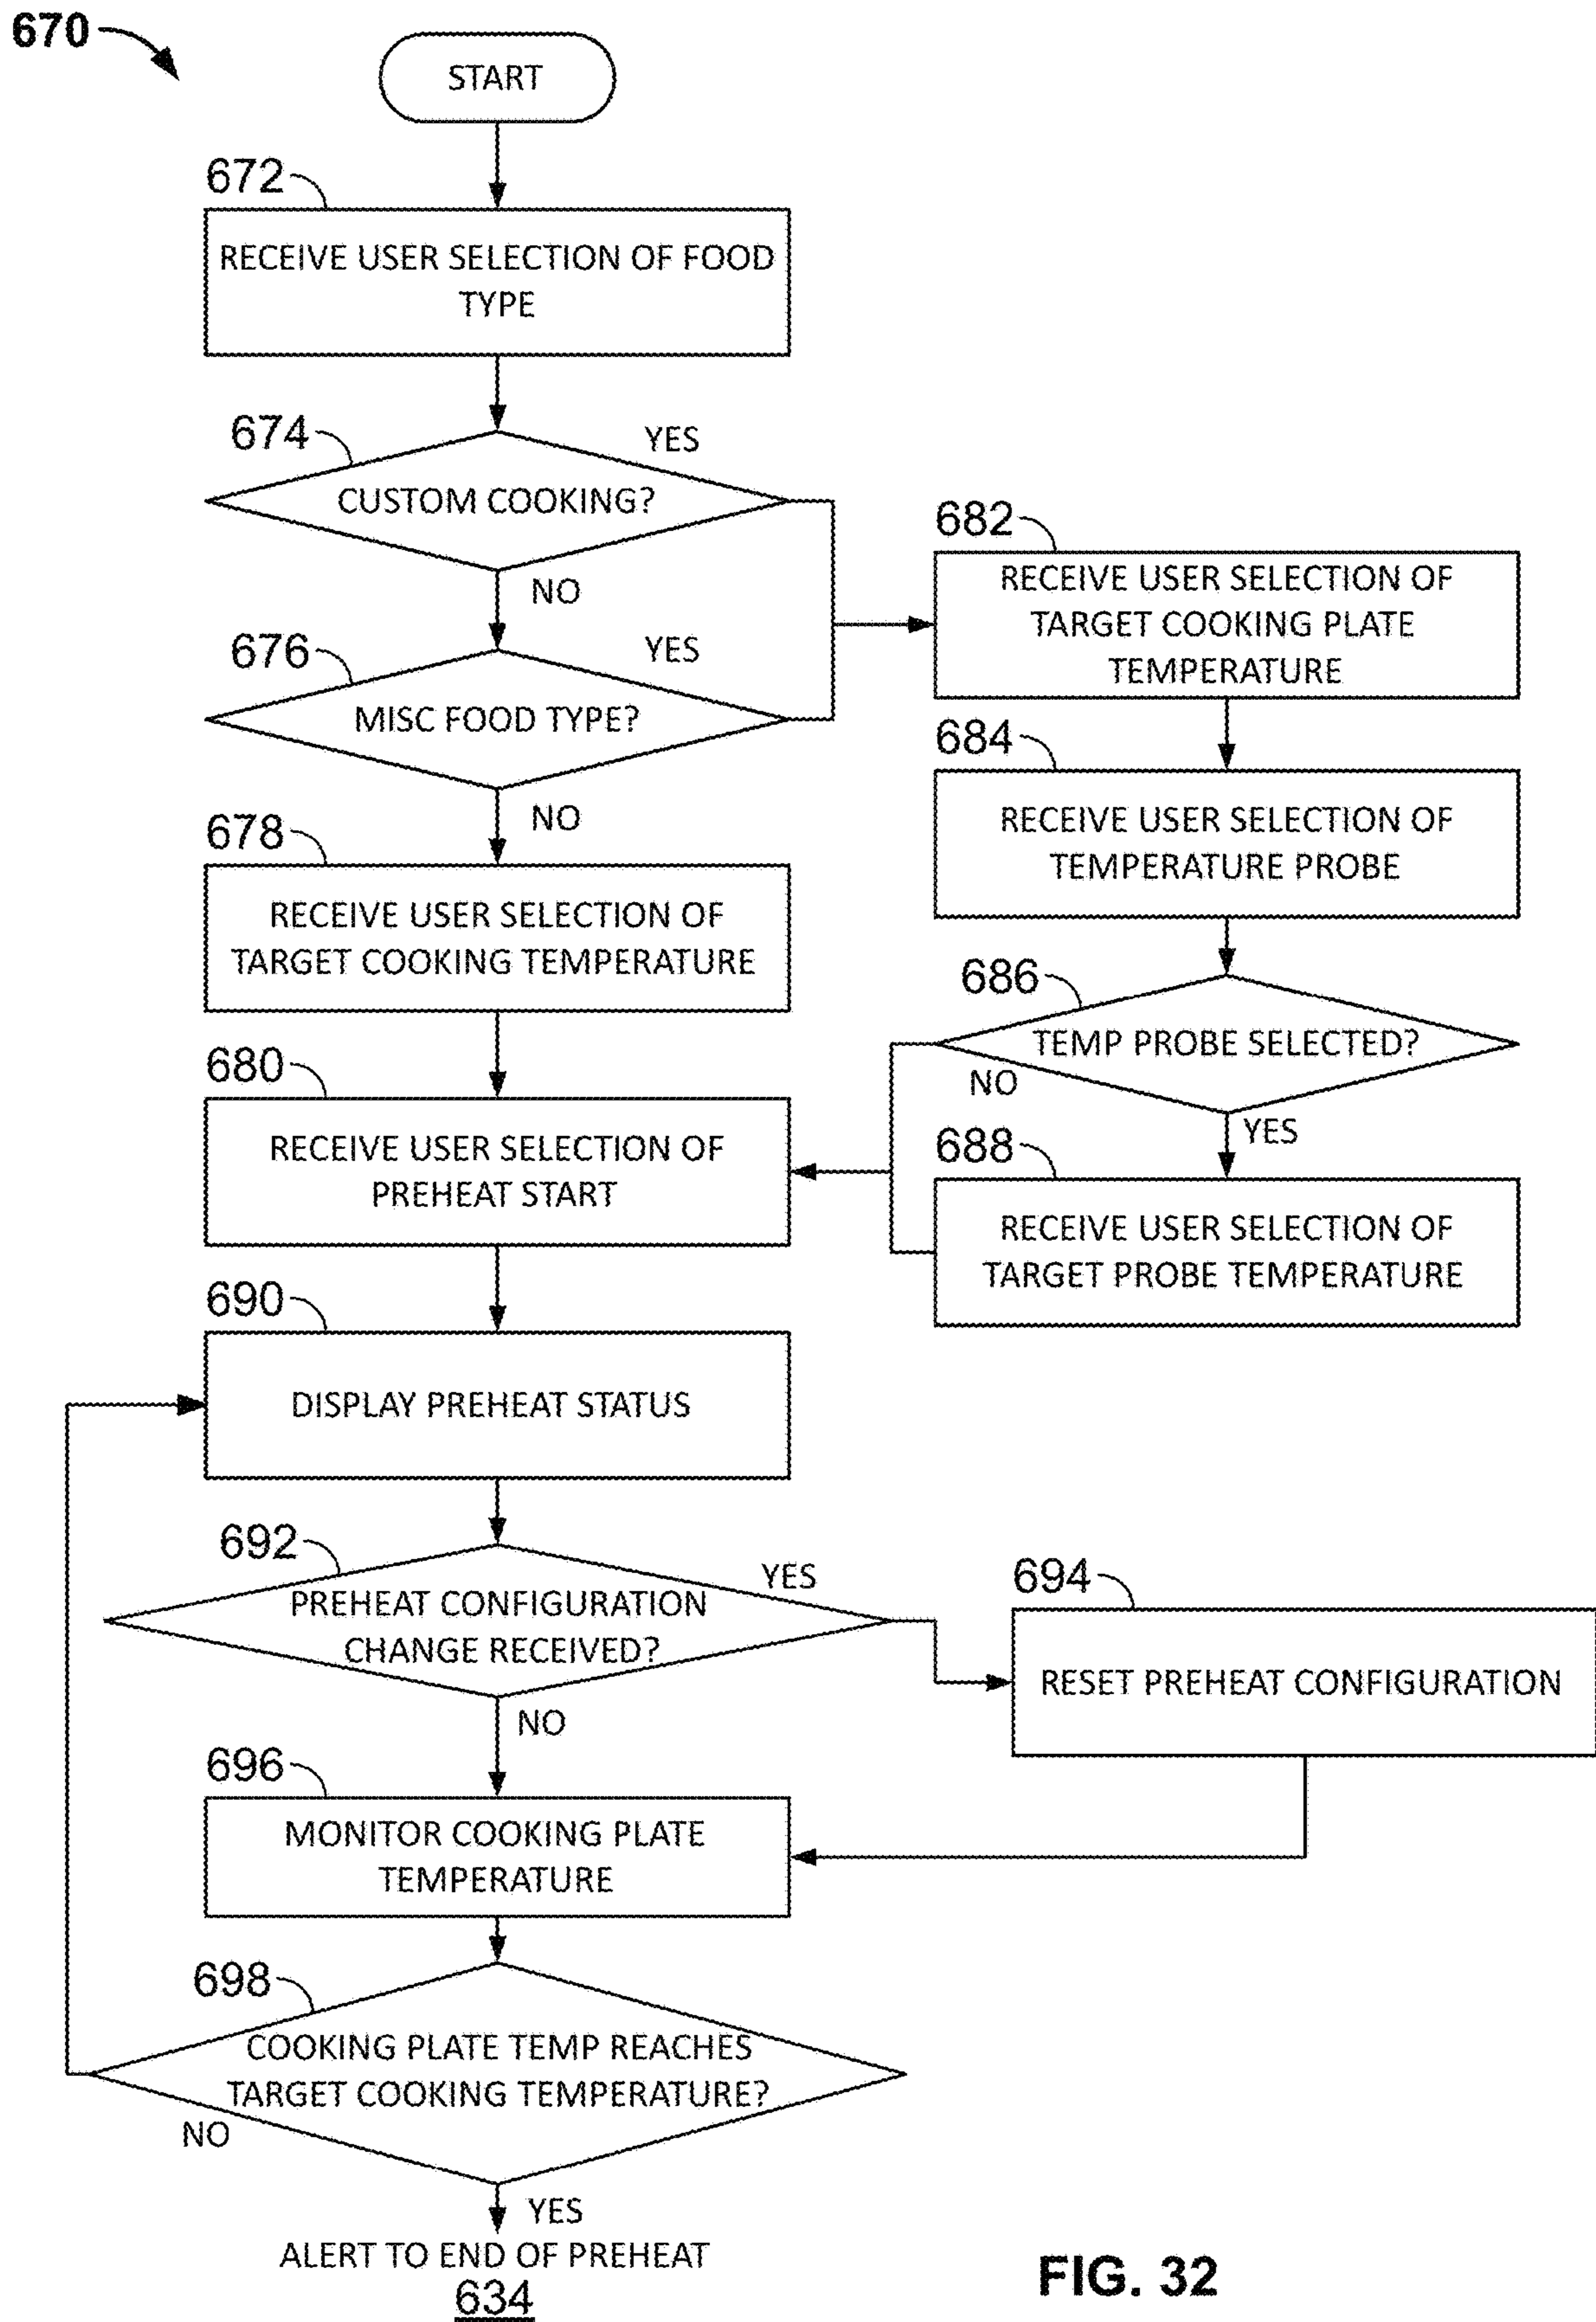 670
START
672
RECEIVE USER SELECTION OF FOOD
TYPE
674
YES
CUSTOM COOKING?
NO
676
YES
MISC FOOD TYPE?
NO
678
RECEIVE USER SELECTION OF
TARGET COOKING TEMPERATURE
680
RECEIVE USER SELECTION OF
PREHEAT START
682
RECEIVE USER SELECTION OF
TARGET COOKING PLATE
TEMPERATURE
684
RECEIVE USER SELECTION OF
TEMPERATURE PROBE
686
TEMP PROBE SELECTED?
NO
YES
688
RECEIVE USER SELECTION OF
TARGET PROBE TEMPERATURE
690
DISPLAY PREHEAT STATUS
692
YES
PREHEAT CONFIGURATION
CHANGE RECEIVED?
NO
694
RESET PREHEAT CONFIGURATION
696
MONITOR COOKING PLATE
TEMPERATURE
698
COOKING PLATE TEMP REACHES
TARGET COOKING TEMPERATURE?
NO
YES
ALERT TO END OF PREHEAT
634
FIG. 32